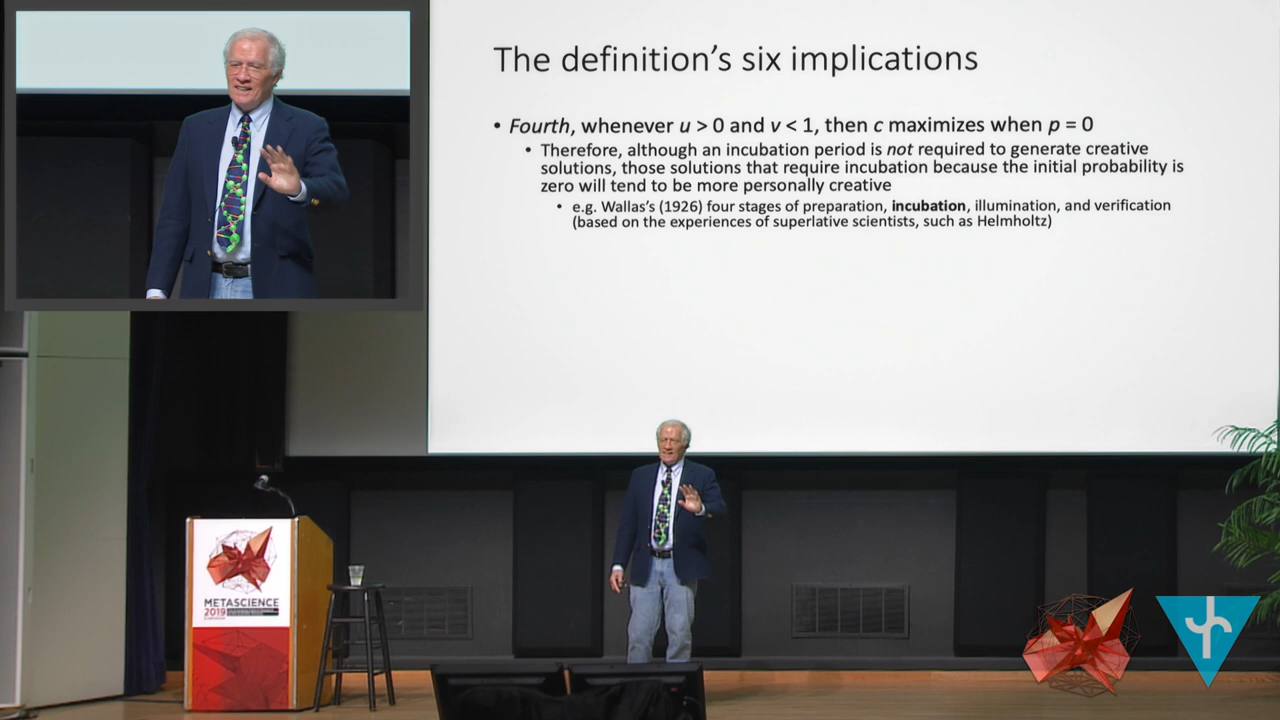 The definition’s six implications
• Fourth, whenever u > 0 and v < 1, then c maximizes when p = 0
• Therefore, although an incubation period is not required to generate creative
solutions, those solutions that require incubation because the initial probability is
zero will tend to be more personally creative
• e.g. Wallas’s (1926) four stages of preparation, incubation, illumination, and verification
(based on the experiences of superlative scientists, such as Helmholtz)
METASCIENCE
2019